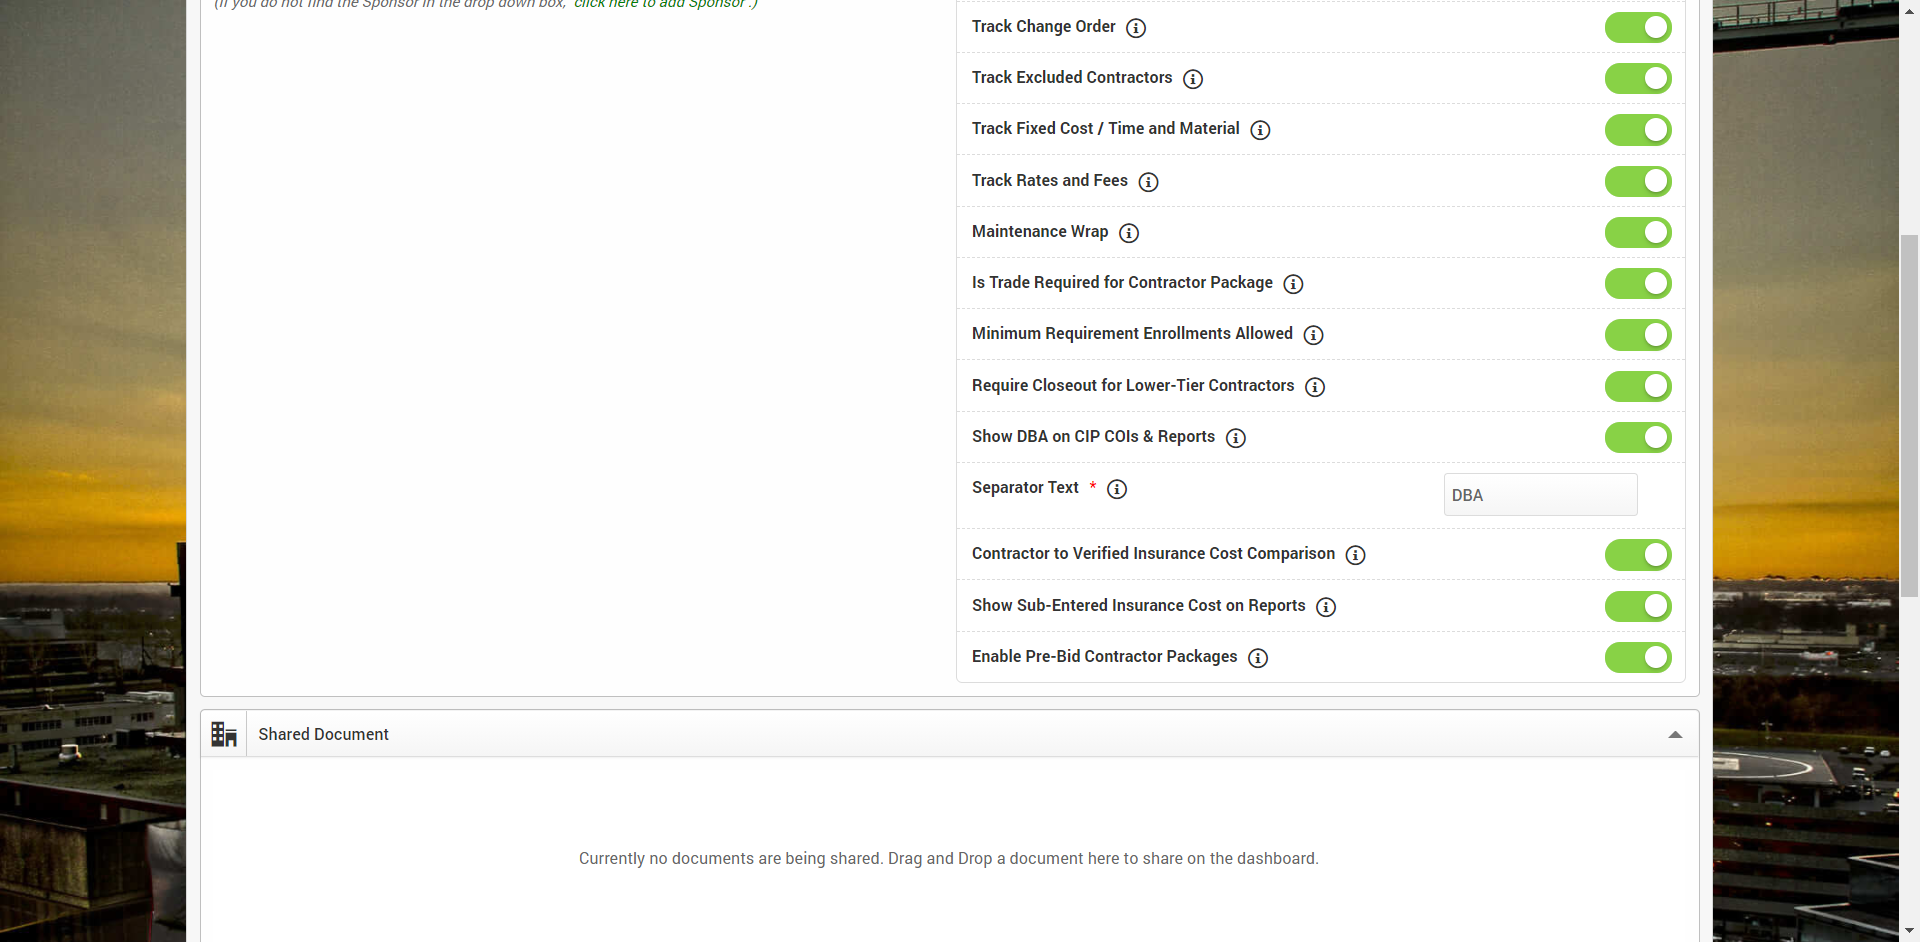 (If you do not find the Sponsor in the drop down box, click here to add Sponsor .)
Track Change Order
Track Excluded Contractors
Track Fixed Cost / Time and Material
Track Rates and Fees
Maintenance Wrap
Is Trade Required for Contractor Package
Minimum Requirement Enrollments Allowed
Require Closeout for Lower-Tier Contractors
Show DBA on CIP COIs & Reports
Separator Text * DBA
Contractor to Verified Insurance Cost Comparison
Show Sub-Entered Insurance Cost on Reports
Enable Pre-Bid Contractor Packages
Shared Document
Currently no documents are being shared. Drag and Drop a document here to share on the dashboard.